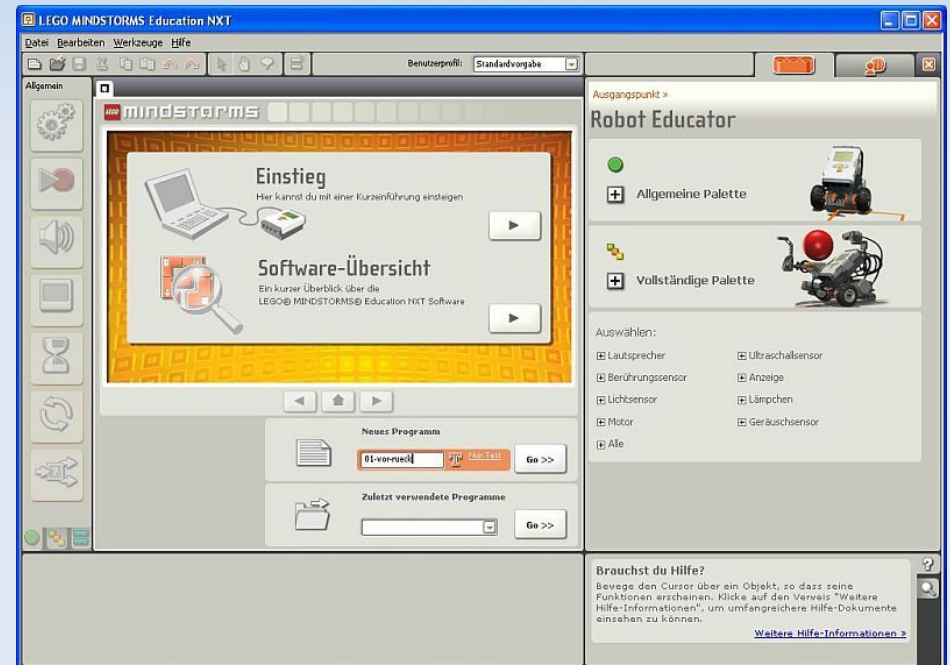 LEGO MINDSTORMS Education NXT
Datei Bearbeiten Werkzeuge Hilfe
Benutzerprofil: Standardvorgabe
Allgemein
LEGO mindstorms
Einstieg
Hier kannst du mit einer Kurzeinführung einsteigen
Software-Übersicht
Ein kurzer Überblick über die
LEGO® MINDSTORMS® Education NXT Software
Neues Programm
01-vor-rueck
Nur-Text
Go >>
Zuletzt verwendete Programme
Go >>
Ausgangspunkt »
Robot Educator
Allgemeine Palette
Vollständige Palette
Auswählen:
Lautsprecher Ultraschallsensor
Berührungssensor Anzeige
Lichtsensor Lämpchen
Motor Geräuschsensor
Alle
Brauchst du Hilfe?
Bewege den Cursor über ein Objekt, so dass seine
Funktionen erscheinen. Klicke auf den Verweis "Weitere
Hilfe-Informationen", um umfangreichere Hilfe-Dokumente
einsehen zu können.
Weitere Hilfe-Informationen »